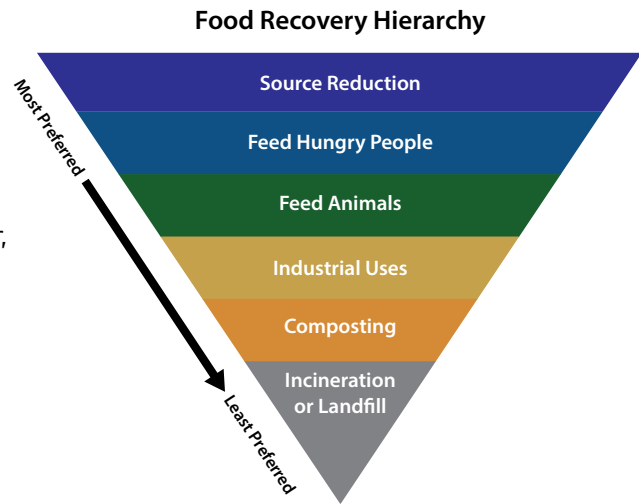 Food Recovery Hierarchy
Most Preferred
Source Reduction
Feed Hungry People
Feed Animals
Industrial Uses
Composting
Incineration
or Landfill
Least Preferred